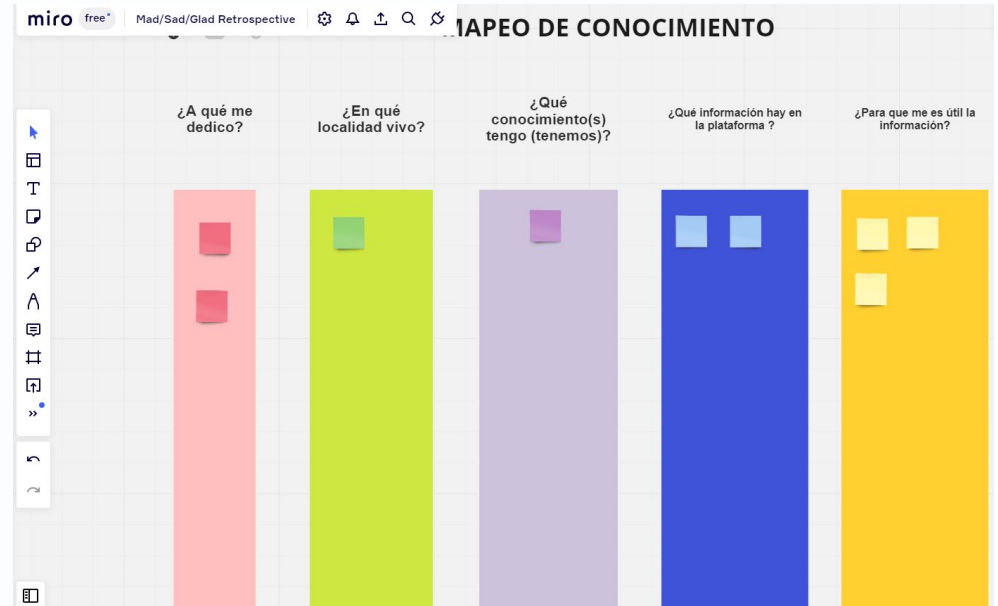 miro free Mad/Sad/Glad Retrospective
MAPEO DE CONOCIMIENTO
¿A qué me
dedico?
¿En qué
localidad vivo?
¿Qué
conocimiento(s)
tengo (tenemos)?
¿Qué información hay en
la plataforma ?
¿Para que me es útil la
información?
T